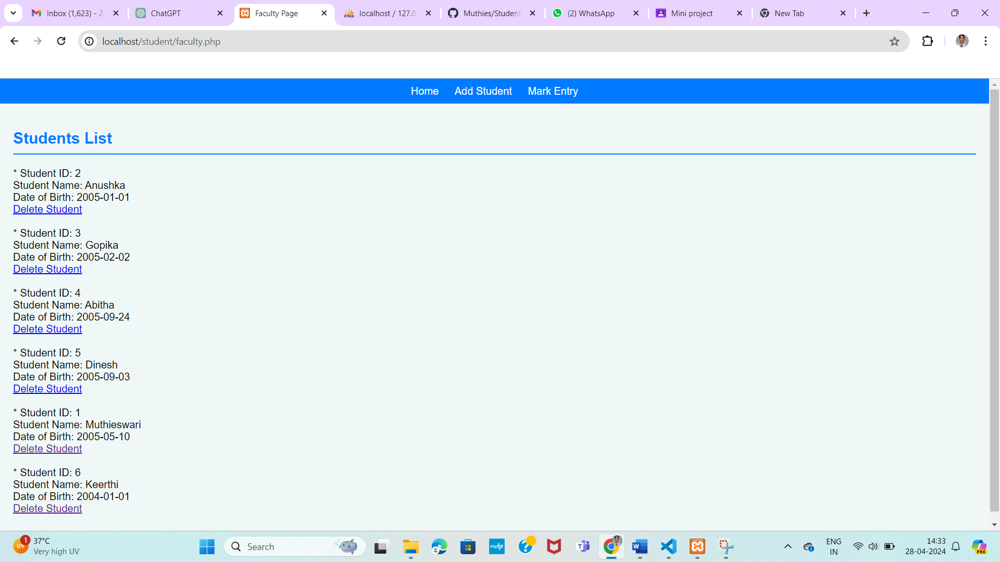 Inbox (1,623) - 2
ChatGPT
Faculty Page
localhost / 127.0.
Muthies/Student
(2) WhatsApp
Mini project
New Tab
localhost/student/faculty.php
Home Add Student Mark Entry
Students List
* Student ID: 2
Student Name: Anushka
Date of Birth: 2005-01-01
Delete Student
* Student ID: 3
Student Name: Gopika
Date of Birth: 2005-02-02
Delete Student
* Student ID: 4
Student Name: Abitha
Date of Birth: 2005-09-24
Delete Student
* Student ID: 5
Student Name: Dinesh
Date of Birth: 2005-09-03
Delete Student
* Student ID: 1
Student Name: Muthieswari
Date of Birth: 2005-05-10
Delete Student
* Student ID: 6
Student Name: Keerthi
Date of Birth: 2004-01-01
Delete Student
UV 1 37°C
Very high UV
Search
myhp
ENG
IN
14:33
28-04-2024
PRE